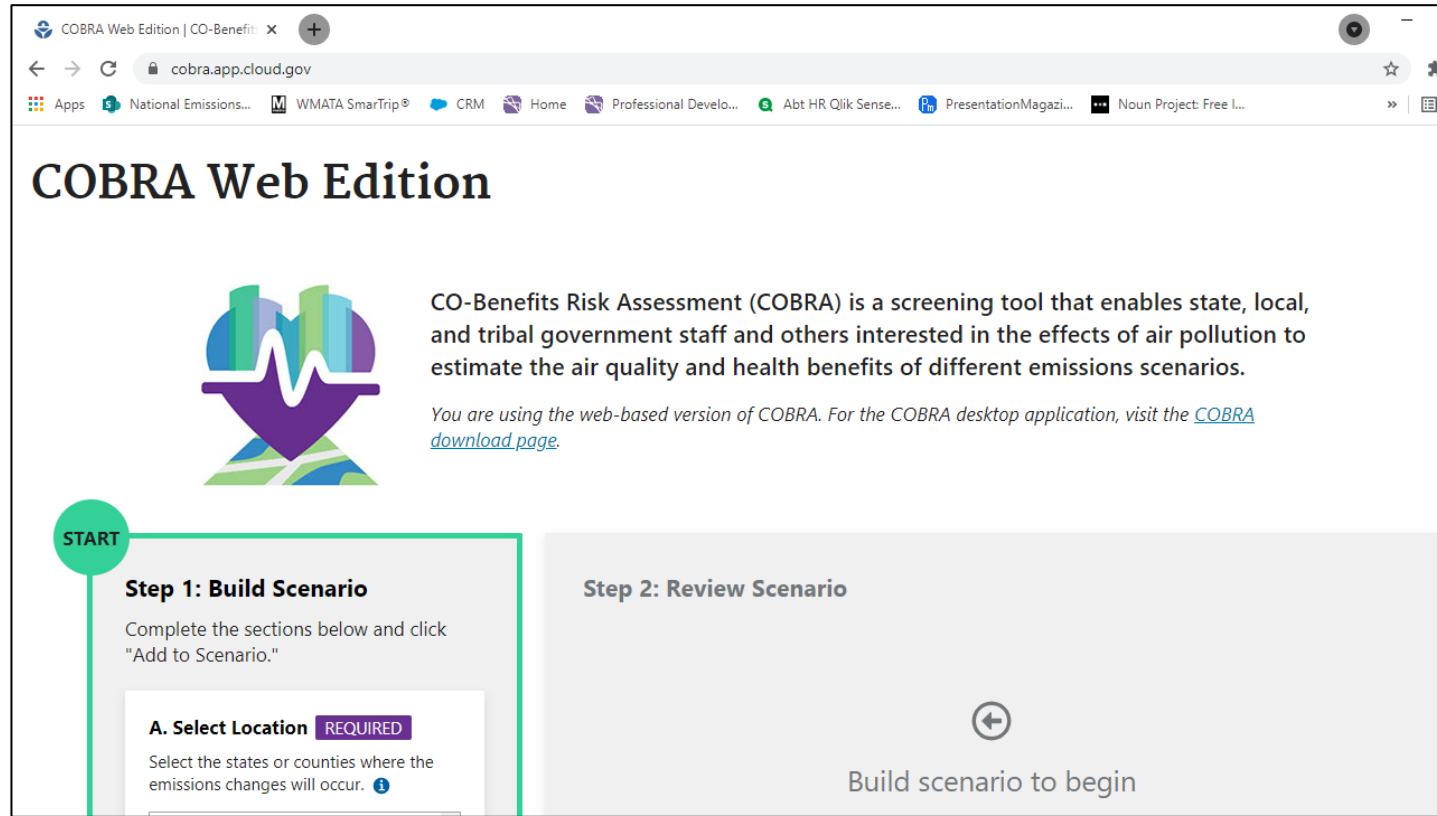 COBRA Web Edition | CO-Benefit
cobra.app.cloud.gov
Apps National Emissions... WMATA SmarTrip® CRM Home Professional Develo... Abt HR Qlik Sense... PresentationMagazi... Noun Project: Free I... »
COBRA Web Edition
CO-Benefits Risk Assessment (COBRA) is a screening tool that enables state, local,
and tribal government staff and others interested in the effects of air pollution to
estimate the air quality and health benefits of different emissions scenarios.
You are using the web-based version of COBRA. For the COBRA desktop application, visit the COBRA
download page.
START
Step 1: Build Scenario
Complete the sections below and click
"Add to Scenario."
A. Select Location REQUIRED
Select the states or counties where the
emissions changes will occur.
Step 2: Review Scenario
Build scenario to begin